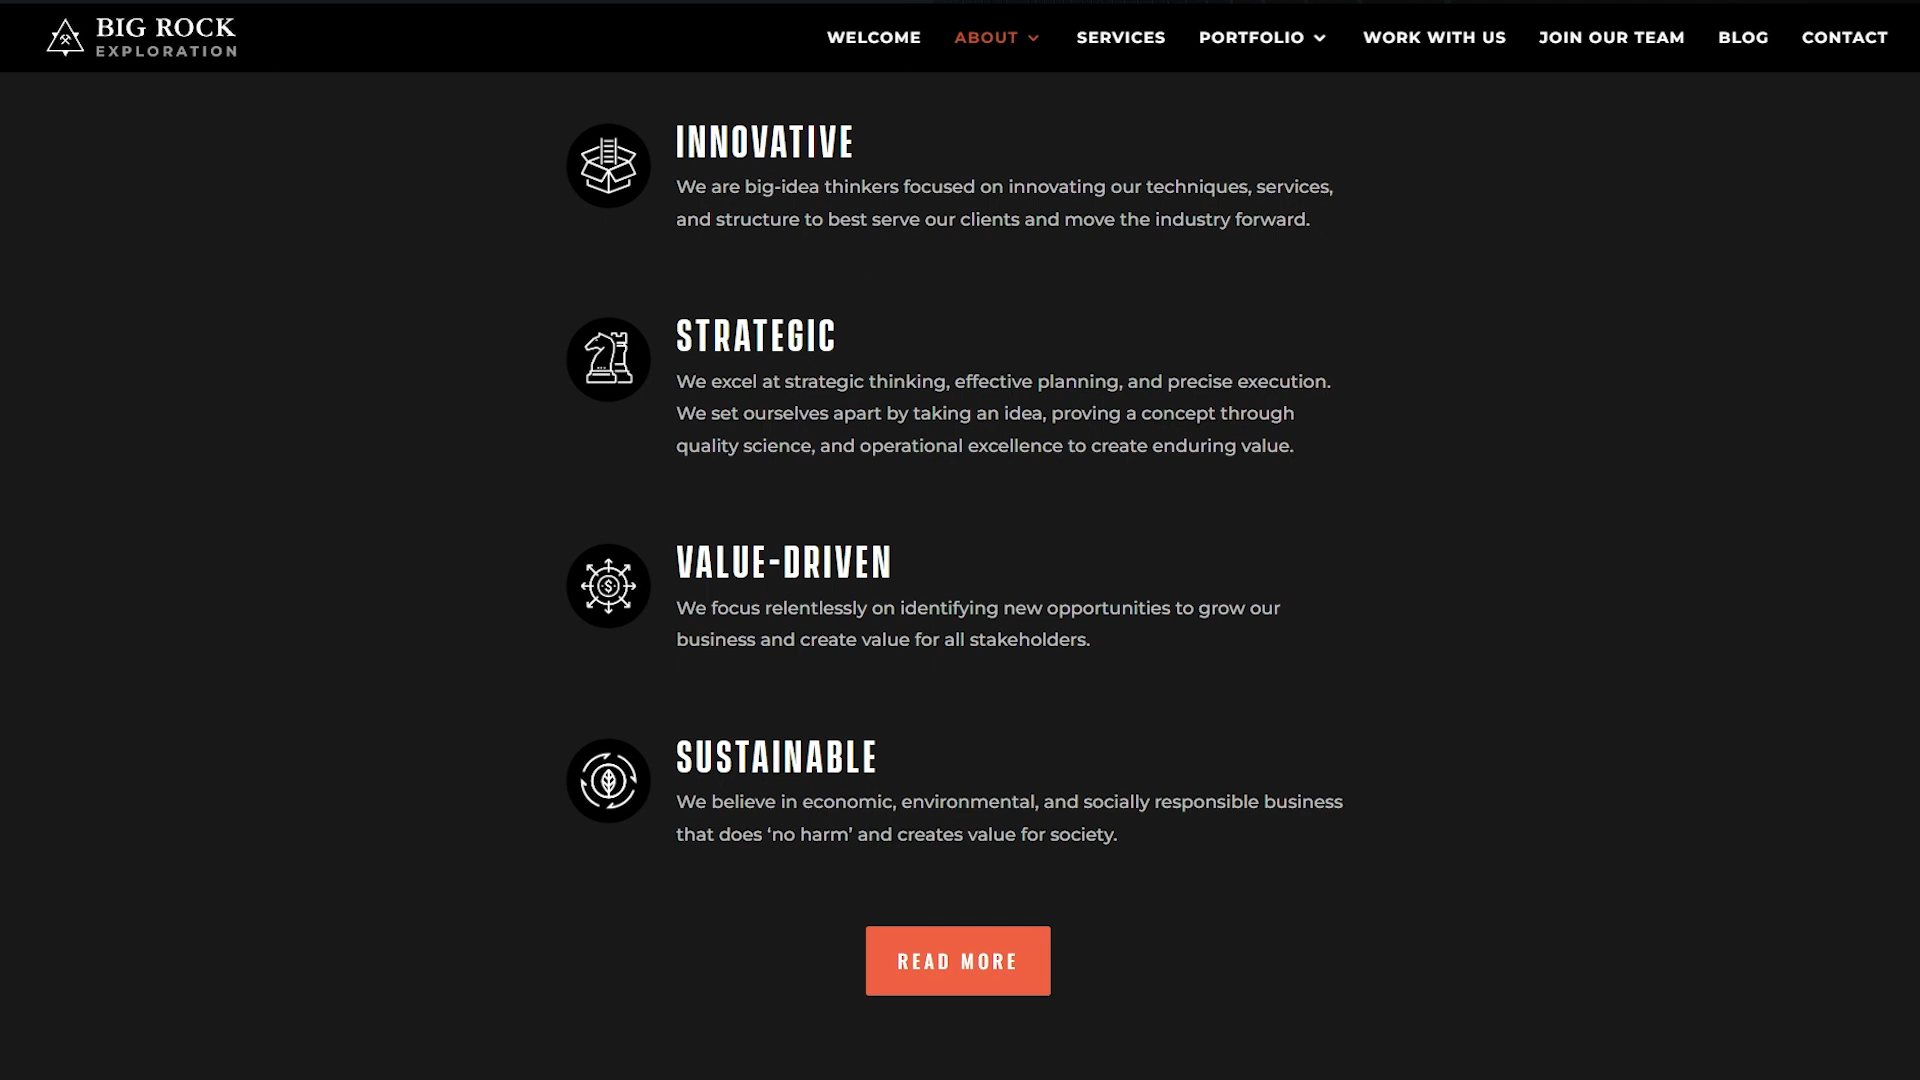 BIG ROCK
EXPLORATION
WELCOME ABOUT SERVICES PORTFOLIO WORK WITH US JOIN OUR TEAM BLOG CONTACT
INNOVATIVE
We are big-idea thinkers focused on innovating our techniques, services,
and structure to best serve our clients and move the industry forward.
STRATEGIC
We excel at strategic thinking, effective planning, and precise execution.
We set ourselves apart by taking an idea, proving a concept through
quality science, and operational excellence to create enduring value.
VALUE-DRIVEN
We focus relentlessly on identifying new opportunities to grow our
business and create value for all stakeholders.
SUSTAINABLE
We believe in economic, environmental, and socially responsible business
that does ‘no harm’ and creates value for society.
READ MORE